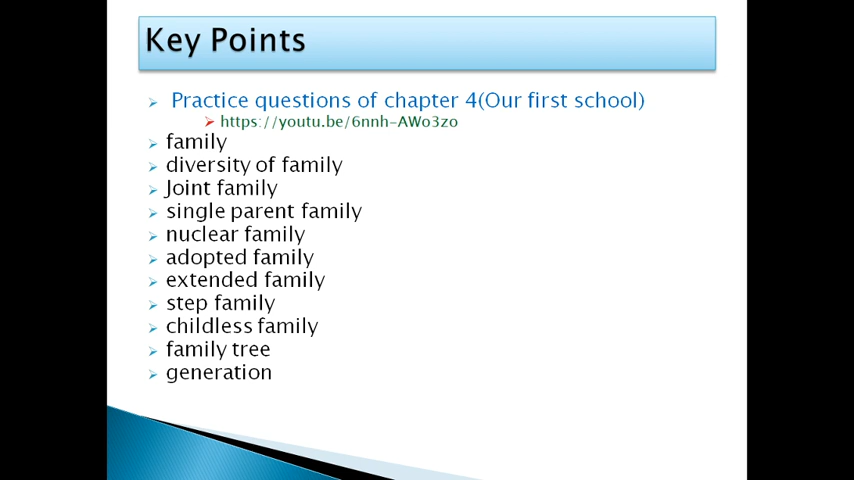 Key Points
Practice questions of chapter 4(Our first school)
https://youtu.be/6nnh-AWo3zo
family
diversity of family
Joint family
single parent family
nuclear family
adopted family
extended family
step family
childless family
family tree
generation